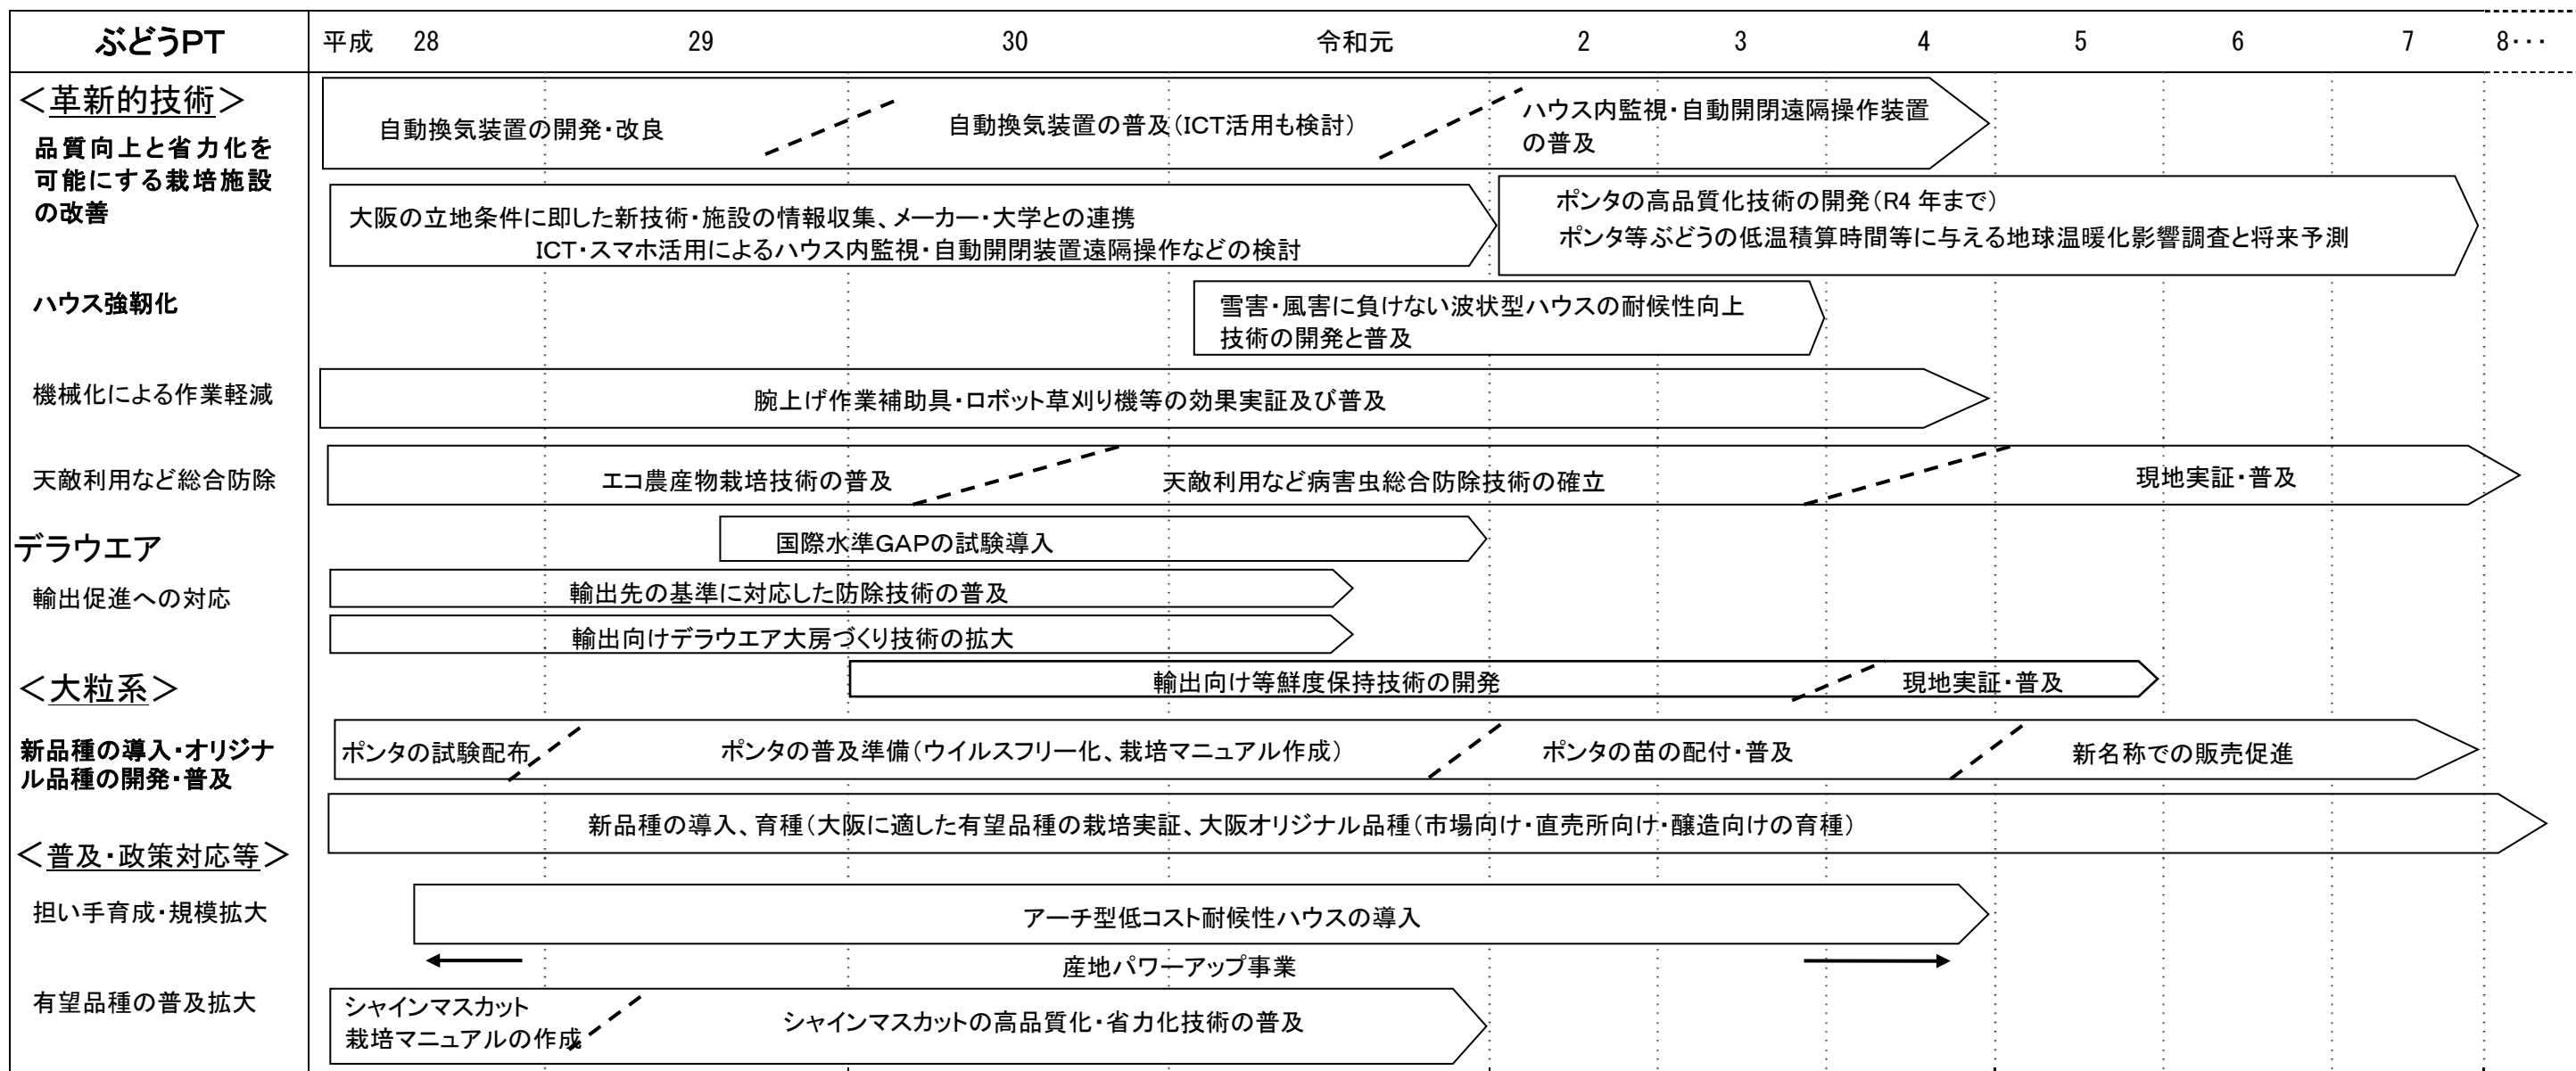 ぶどうPT 平成 28 29 30 令和元 2 3 4 5 6 7 8・・・
＜革新的技術＞
品質向上と省力化を
可能にする栽培施設
の改善
自動換気装置の開発・改良
自動換気装置の普及（ICT活用も検討）
ハウス内監視・自動開閉遠隔操作装置
の普及
大阪の立地条件に即した新技術・施設の情報収集、メーカー・大学との連携
ICT・スマホ活用によるハウス内監視・自動開閉装置遠隔操作などの検討
ポンタの高品質化技術の開発（R4 年まで）
ポンタ等ぶどうの低温積算時間等に与える地球温暖化影響調査と将来予測
ハウス強靭化
雪害・風害に負けない波状型ハウスの耐候性向上
技術の開発と普及
機械化による作業軽減
腕上げ作業補助具・ロボット草刈り機等の効果実証及び普及
天敵利用など総合防除
エコ農産物栽培技術の普及
天敵利用など病害虫総合防除技術の確立
現地実証・普及
デラウエア
国際水準GAPの試験導入
輸出促進への対応
輸出先の基準に対応した防除技術の普及
輸出向けデラウエア大房づくり技術の拡大
＜大粒系＞
輸出向け等鮮度保持技術の開発
現地実証・普及
新品種の導入・オリジナ
ル品種の開発・普及
ポンタの試験配布
ポンタの普及準備（ウイルスフリー化、栽培マニュアル作成）
ポンタの苗の配付・普及
新名称での販売促進
新品種の導入、育種（大阪に適した有望品種の栽培実証、大阪オリジナル品種（市場向け・直売所向け・醸造向けの育種）
＜普及・政策対応等＞
担い手育成・規模拡大
アーチ型低コスト耐候性ハウスの導入
産地パワーアップ事業
有望品種の普及拡大
シャインマスカット
栽培マニュアルの作成
シャインマスカットの高品質化・省力化技術の普及